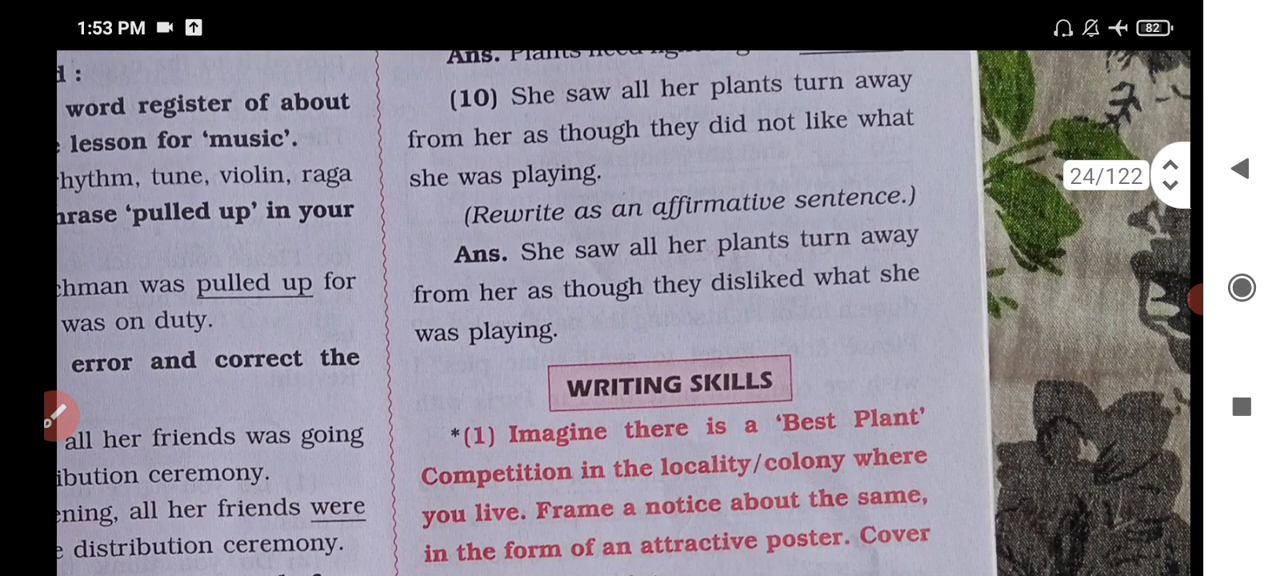 1:53 PM
82
24/122
d :
word register of about
lesson for ‘music’.
hythm, tune, violin, raga
hrase ‘pulled up’ in your
chman was pulled up for
was on duty.
error and correct the
all her friends was going
ibution ceremony.
ening, all her friends were
e distribution ceremony.
Ans. Plants need
(10) She saw all her plants turn away
from her as though they did not like what
she was playing.
(Rewrite as an affirmative sentence.)
Ans. She saw all her plants turn away
from her as though they disliked what she
was playing.
WRITING SKILLS
*(1) Imagine there is a ‘Best Plant’
Competition in the locality/colony where
you live. Frame a notice about the same,
in the form of an attractive poster. Cover